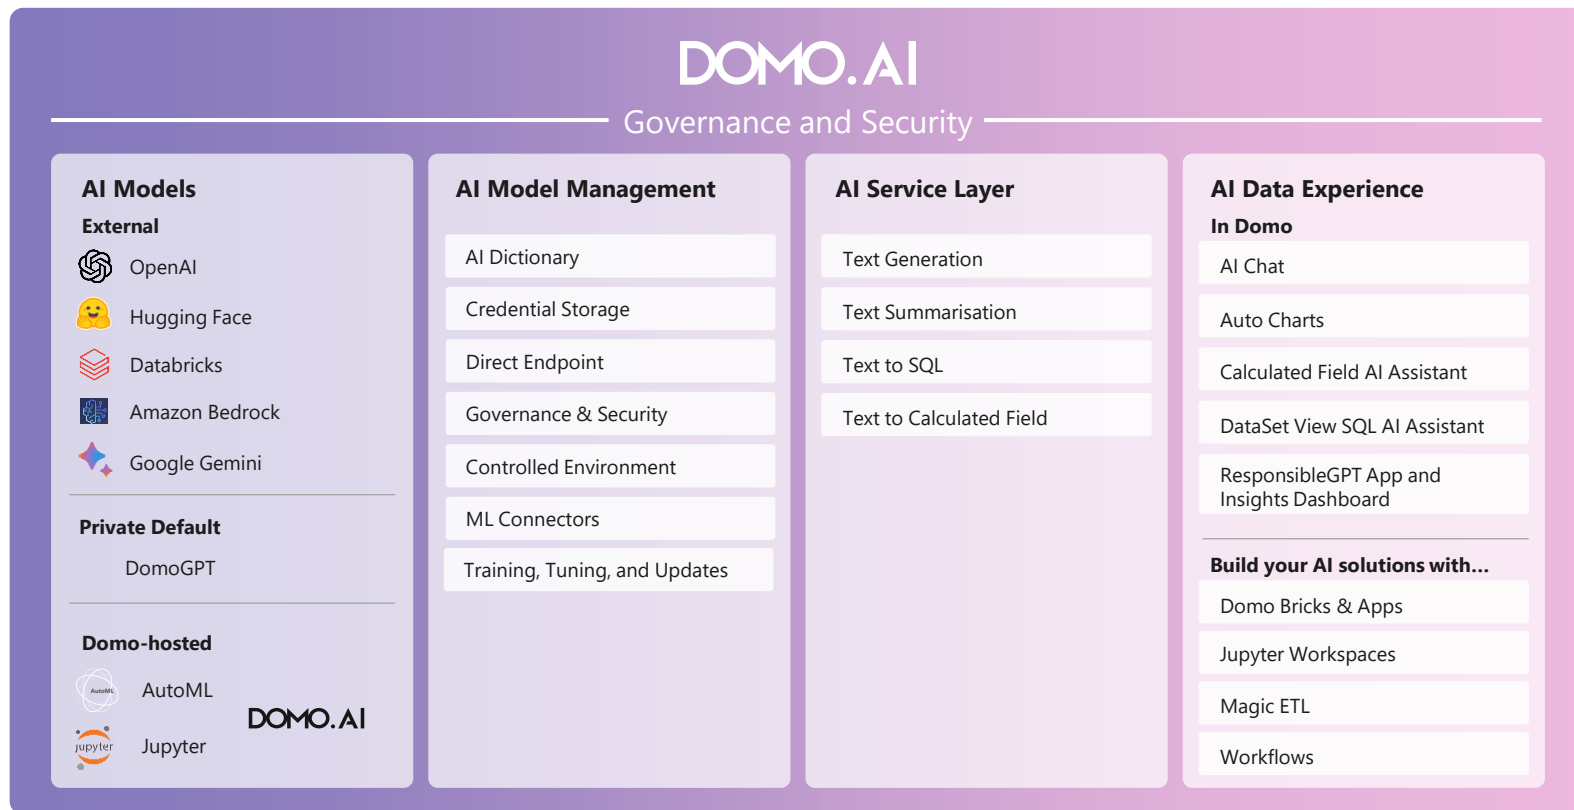 DOMO.AI
Governance and Security
AI Models
External
OpenAI
Hugging Face
Databricks
Amazon Bedrock
Google Gemini
Private Default
DomoGPT
Domo-hosted
AutoML
AutoML
DOMO.AI
jupyter
Jupyter
AI Model Management
AI Dictionary
Credential Storage
Direct Endpoint
Governance & Security
Controlled Environment
ML Connectors
Training, Tuning, and Updates
AI Service Layer
Text Generation
Text Summarisation
Text to SQL
Text to Calculated Field
AI Data Experience
In Domo
AI Chat
Auto Charts
Calculated Field AI Assistant
DataSet View SQL AI Assistant
ResponsibleGPT App and
Insights Dashboard
Build your AI solutions with...
Domo Bricks & Apps
Jupyter Workspaces
Magic ETL
Workflows